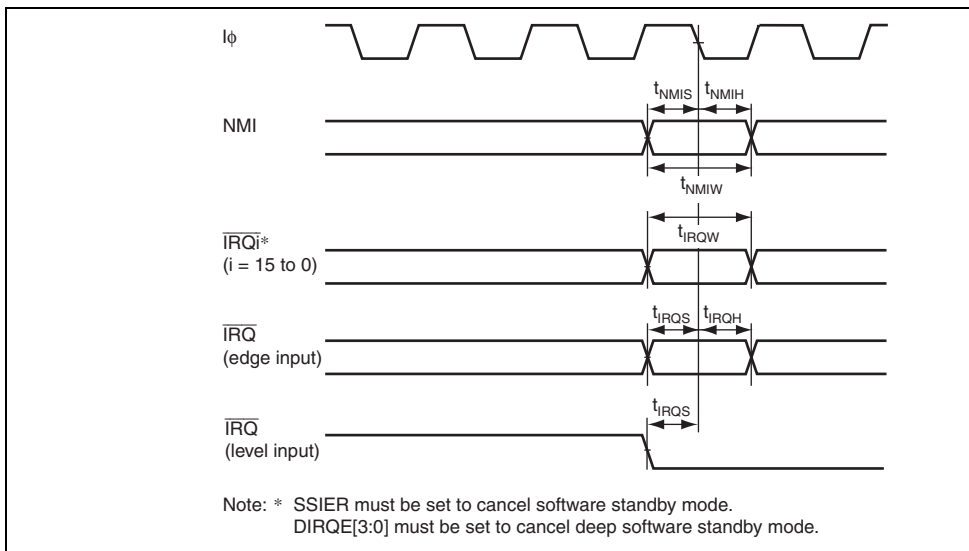 Iϕ
tNMIS tNMIH
NMI
tNMIW
IRQi*
(i = 15 to 0)
tIRQW
tIRQS tIRQH
IRQ
(edge input)
tIRQS
IRQ
(level input)
Note: * SSIER must be set to cancel software standby mode.
DIRQE[3:0] must be set to cancel deep software standby mode.